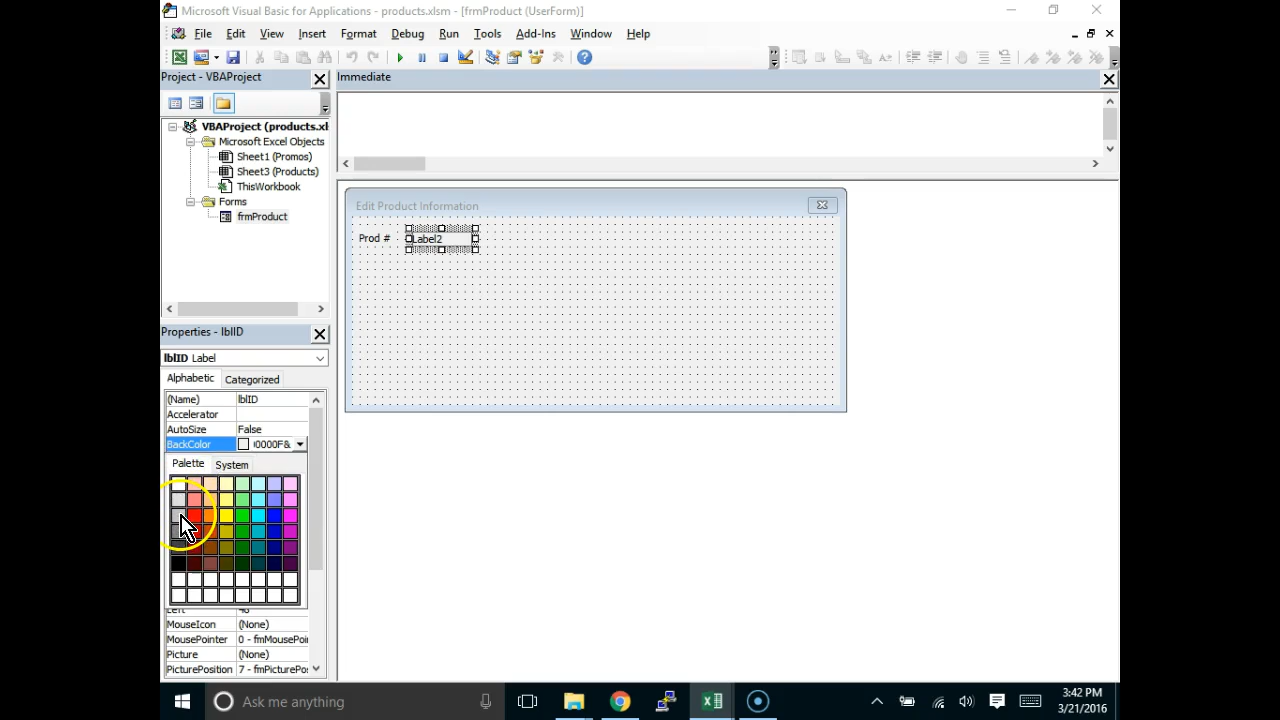 Microsoft Visual Basic for Applications - products.xlsm - [frmProduct (UserForm)]
File Edit View Insert Format Debug Run Tools Add-Ins Window Help
Project - VBAProject
Immediate
VBAProject (products.xl
Microsoft Excel Objects
Sheet1 (Promos)
Sheet3 (Products)
ThisWorkbook
Forms
frmProduct
Edit Product Information
Prod # Label2
Properties - lblID
lblID Label
Alphabetic Categorized
(Name) lblID
Accelerator
AutoSize False
BackColor 0000F&
Palette System
MouseIcon (None)
MousePointer 0 - fmMousePoi
Picture (None)
PicturePosition 7 - fmPicturePos
Ask me anything
3:42 PM
3/21/2016